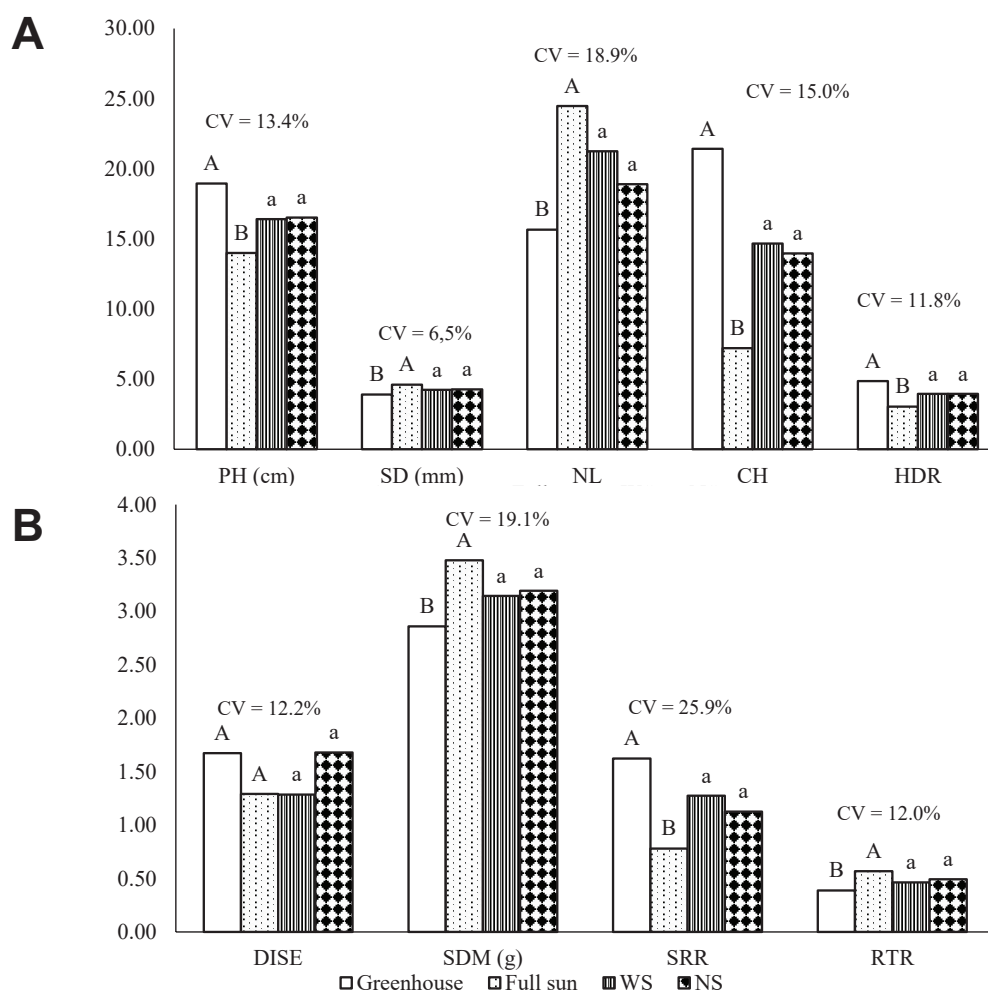 A
30.00
25.00
20.00
15.00
10.00
5.00
0.00
CV = 13.4%
A
B
a
a
CV = 6,5%
B
A
a
a
CV = 18.9%
B
A
a
a
CV = 15.0%
A
B
a
a
CV = 11.8%
A
B
a
a
PH (cm)
SD (mm)
NL
CH
HDR
B
4.00
3.50
3.00
2.50
2.00
1.50
1.00
0.50
0.00
CV = 12.2%
A
A
a
a
CV = 19.1%
B
A
a
a
CV = 25.9%
A
B
a
a
CV = 12.0%
B
A
a
a
DISE
SDM (g)
SRR
RTR
Greenhouse
Full sun
WS
NS